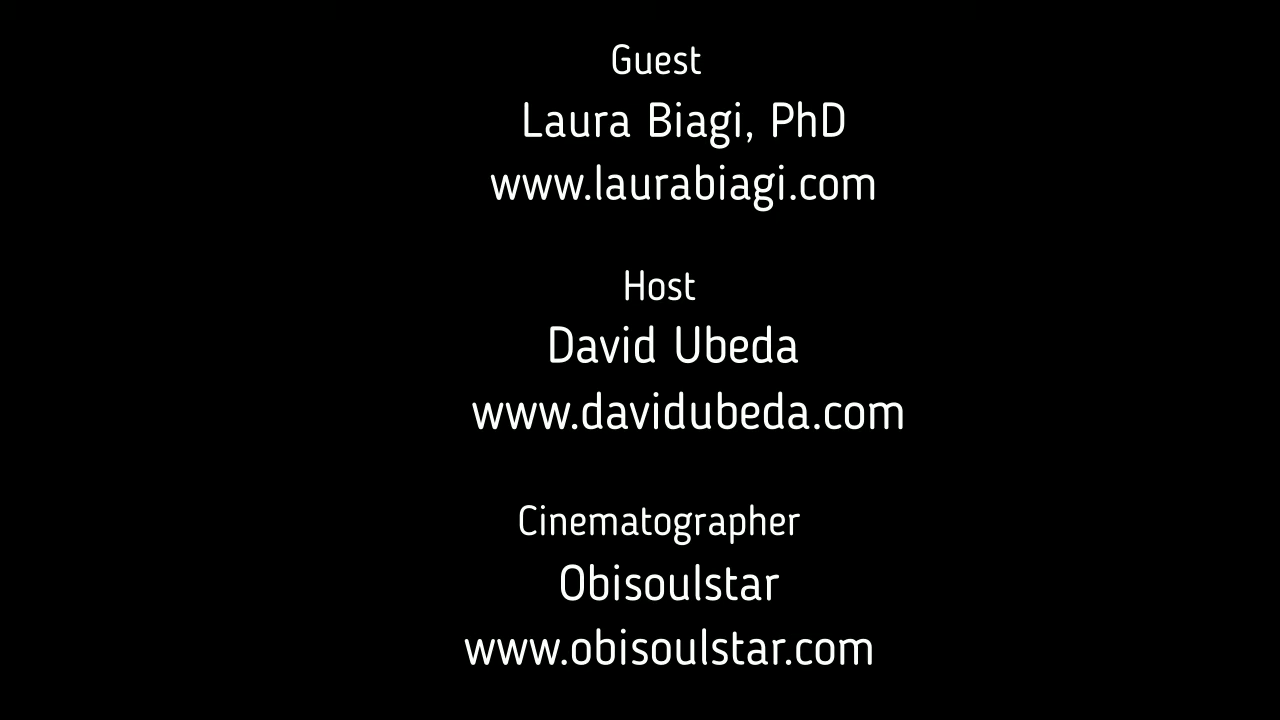 Guest
Laura Biagi, PhD
www.laurabiagi.com
Host
David Ubeda
www.davidubeda.com
Cinematographer
Obisoulstar
www.obisoulstar.com